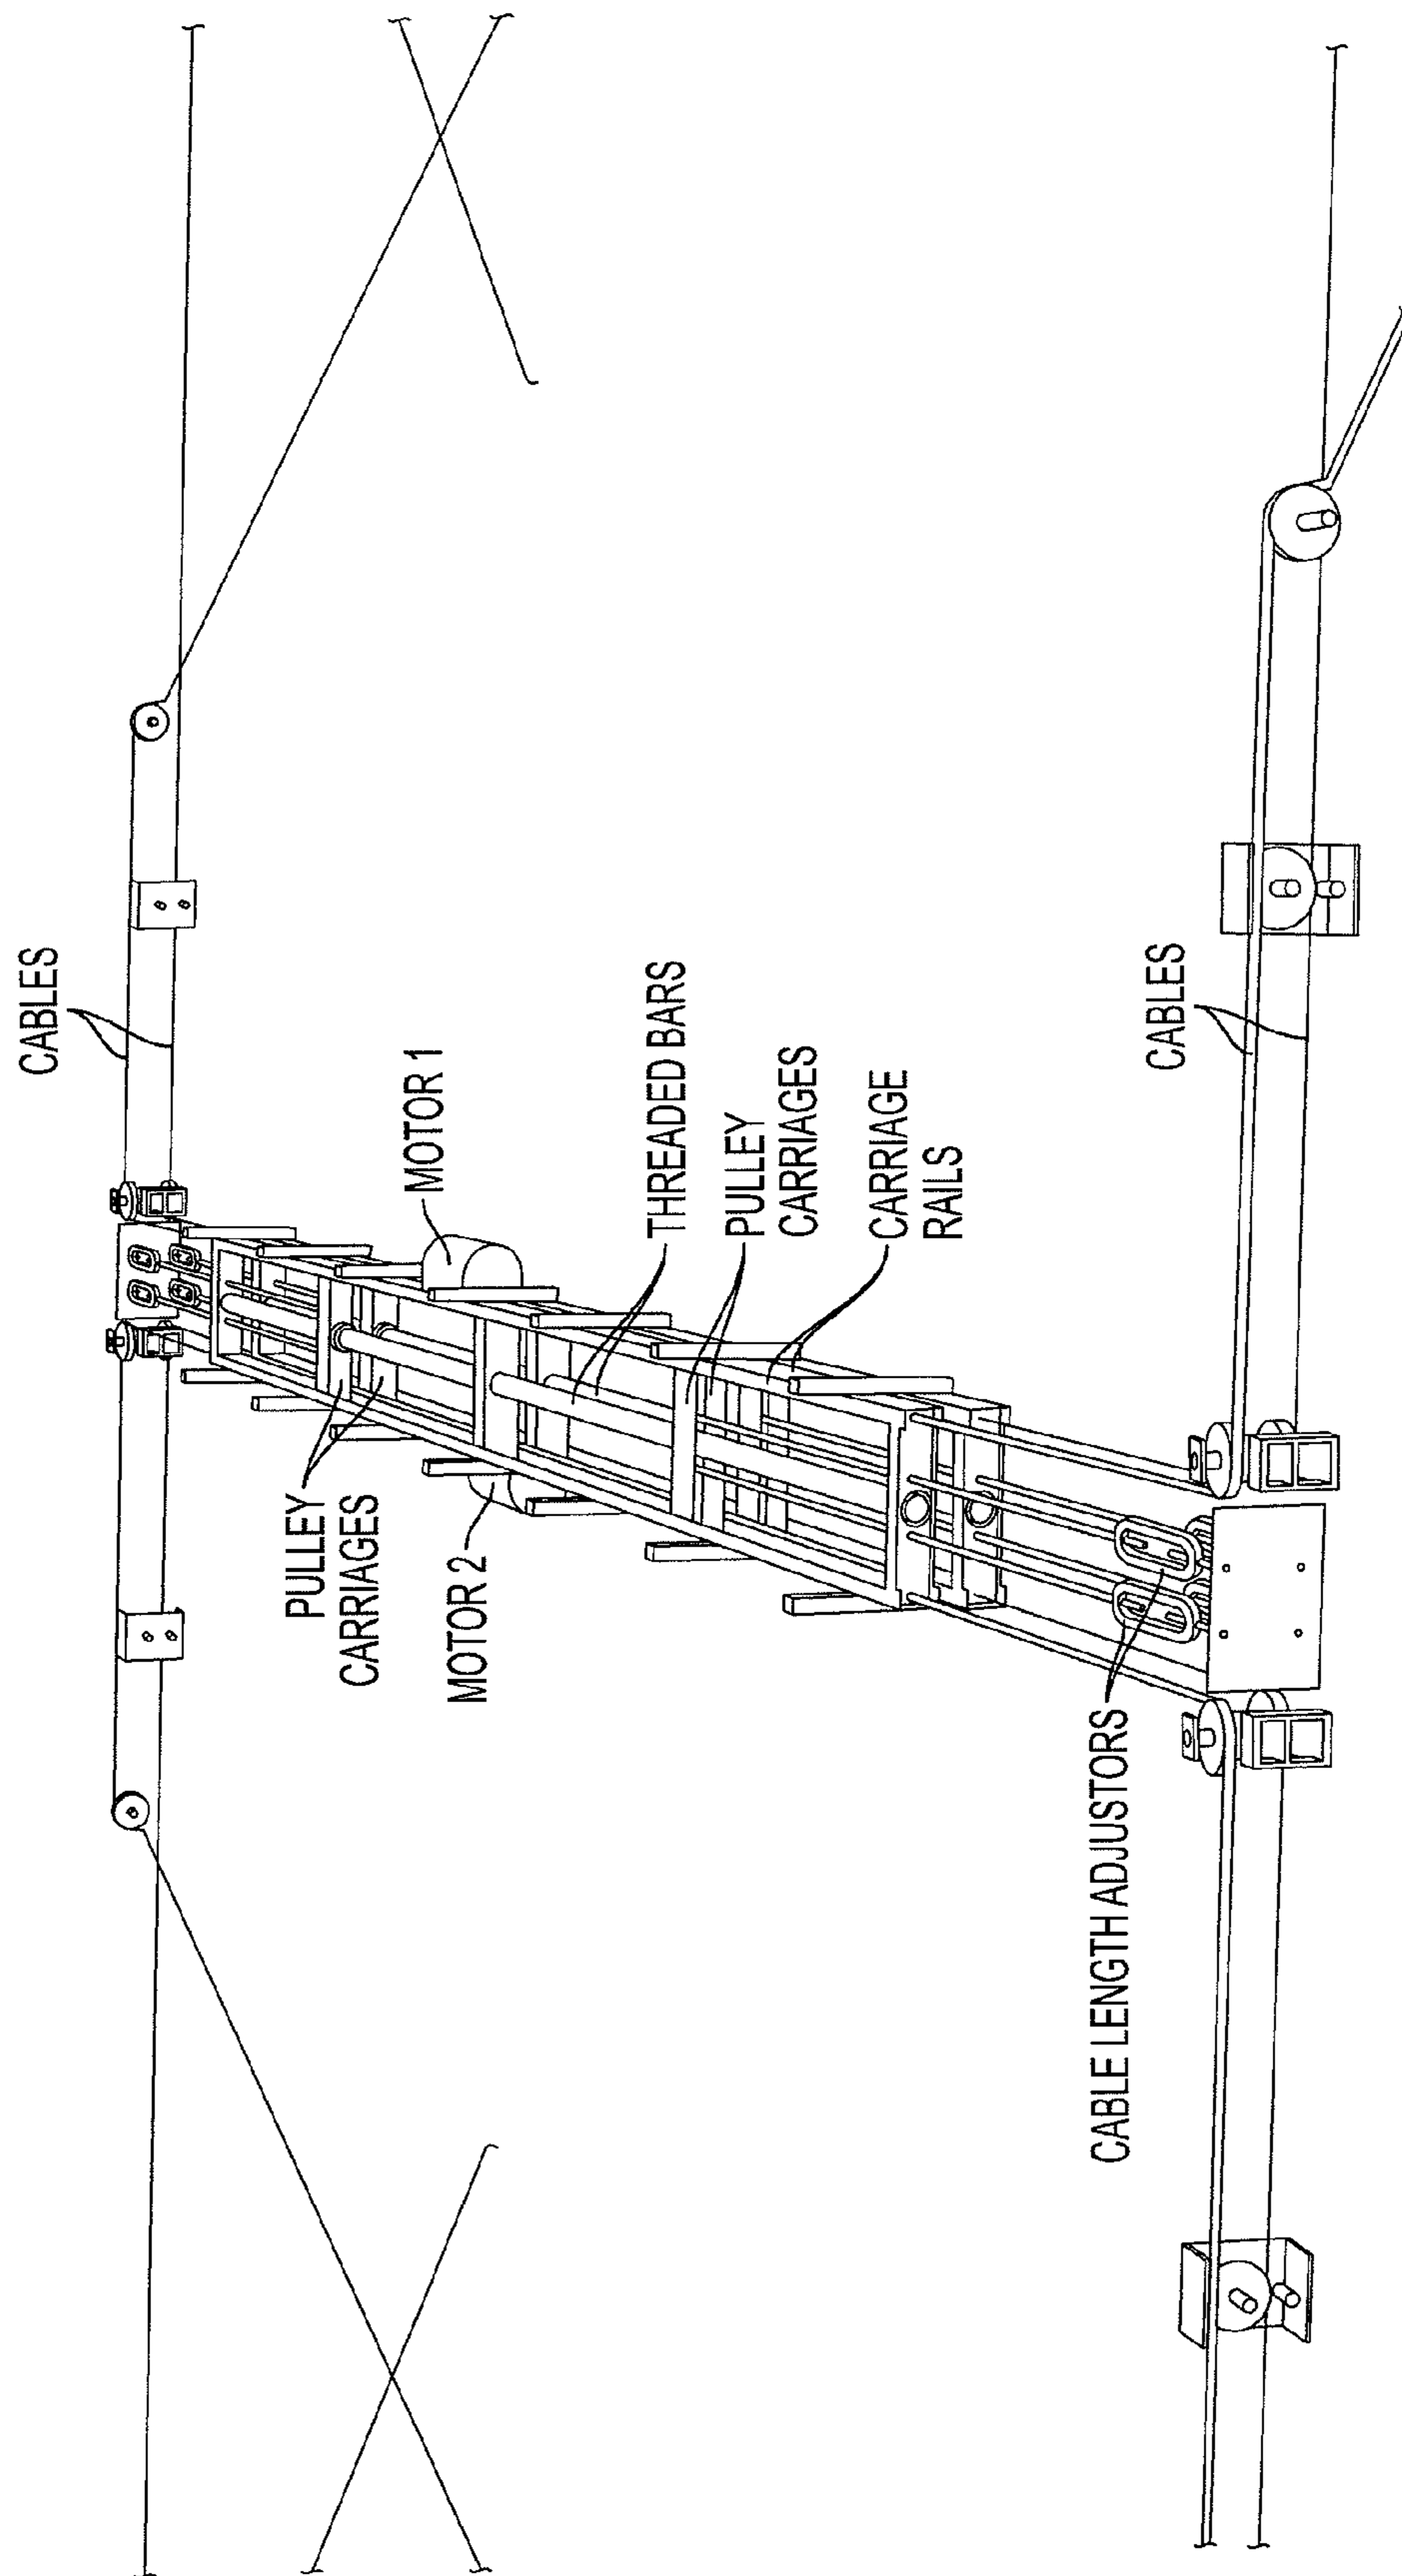 CABLES
MOTOR 1
THREADED BARS
PULLEY
CARRIAGES
CARRIAGE
RAILS
CABLES
PULLEY
CARRIAGES
MOTOR 2
CABLE LENGTH ADJUSTORS